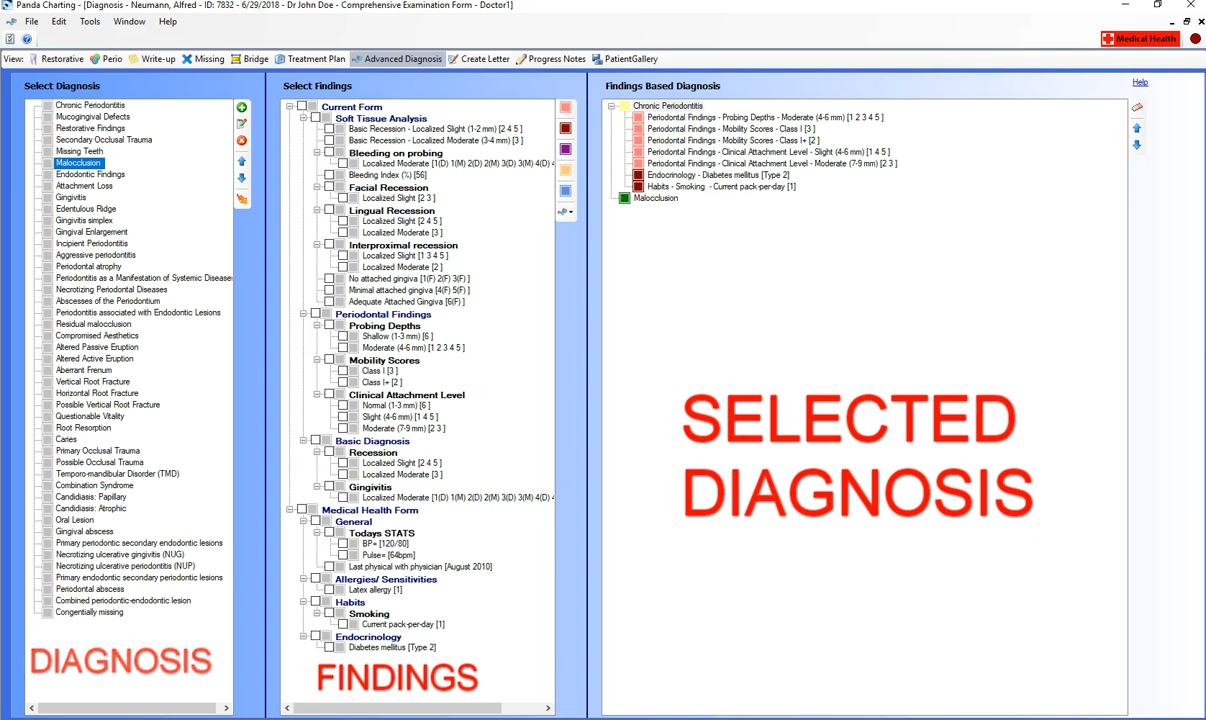 Panda Charting - [Diagnosis - Neumann, Alfred - ID: 7832 - 6/29/2018 - Dr John Doe - Comprehensive Examination Form - Doctor1]
File Edit Tools Window Help
Medical Health
View: Restorative Perio Write-up Missing Bridge Treatment Plan Advanced Diagnosis Create Letter Progress Notes PatientGallery
Select Diagnosis
Chronic Periodontitis
Mucogingival Defects
Restorative Findings
Secondary Occlusal Trauma
Missing Teeth
Malocclusion
Endodontic Findings
Attachment Loss
Gingivitis
Edentulous Ridge
Gingivitis simplex
Gingival Enlargement
Incipient Periodontitis
Aggressive periodontitis
Periodontal atrophy
Periodontitis as a Manifestation of Systemic Diseases
Necrotizing Periodontal Diseases
Abscesses of the Periodontium
Periodontitis associated with Endodontic Lesions
Residual malocclusion
Compromised Aesthetics
Altered Passive Eruption
Altered Active Eruption
Aberrant Frenum
Vertical Root Fracture
Horizontal Root Fracture
Possible Vertical Root Fracture
Questionable Vitality
Root Resorption
Caries
Primary Occlusal Trauma
Possible Occlusal Trauma
Temporo-mandibular Disorder (TMD)
Combination Syndrome
Candidiasis: Papillary
Candidiasis: Atrophic
Oral Lesion
Gingival abscess
Primary periodontic secondary endodontic lesions
Necrotizing ulcerative gingivitis (NUG)
Necrotizing ulcerative periodontitis (NUP)
Primary endodontic secondary periodontic lesions
Periodontal abscess
Combined periodontic-endodontic lesion
Congentially missing
DIAGNOSIS
Select Findings
Current Form
Soft Tissue Analysis
Basic Recession - Localized Slight (1-2 mm) [2 4 5 ]
Basic Recession - Localized Moderate (3-4 mm) [3 ]
Bleeding on probing
Localized Moderate [1(D) 1(M) 2(D) 2(M) 3(D) 3(M) 4(D) 4
Bleeding Index (%) [56]
Facial Recession
Localized Slight [2 3 ]
Lingual Recession
Localized Slight [2 4 5 ]
Localized Moderate [3 ]
Interproximal recession
Localized Slight [1 3 4 5 ]
Localized Moderate [2 ]
No attached gingiva [1(F) 2(F) 3(F) ]
Minimal attached gingiva [4(F) 5(F) ]
Adequate Attached Gingiva [6(F) ]
Periodontal Findings
Probing Depths
Shallow (1-3 mm) [6 ]
Moderate (4-6 mm) [1 2 3 4 5 ]
Mobility Scores
Class I [3 ]
Class I+ [2 ]
Clinical Attachment Level
Normal (1-3 mm) [6 ]
Slight (4-6 mm) [1 4 5 ]
Moderate (7-9 mm) [2 3 ]
Basic Diagnosis
Recession
Localized Slight [2 4 5 ]
Localized Moderate [3 ]
Gingivitis
Localized Moderate [1(D) 1(M) 2(D) 2(M) 3(D) 3(M) 4(D) 4
Medical Health Form
General
Todays STATS
BP= [120/80]
Pulse= [64bpm]
Last physical with physician [August 2010]
Allergies/ Sensitivities
Latex allergy [1]
Habits
Smoking
Current pack-per-day [1]
Endocrinology
Diabetes mellitus [Type 2]
FINDINGS
Findings Based Diagnosis
Help
Chronic Periodontitis
Periodontal Findings - Probing Depths - Moderate (4-6 mm) [1 2 3 4 5 ]
Periodontal Findings - Mobility Scores - Class I [3 ]
Periodontal Findings - Mobility Scores - Class I+ [2 ]
Periodontal Findings - Clinical Attachment Level - Slight (4-6 mm) [1 4 5 ]
Periodontal Findings - Clinical Attachment Level - Moderate (7-9 mm) [2 3 ]
Endocrinology - Diabetes mellitus [Type 2]
Habits - Smoking - Current pack-per-day [1]
Malocclusion
SELECTED
DIAGNOSIS